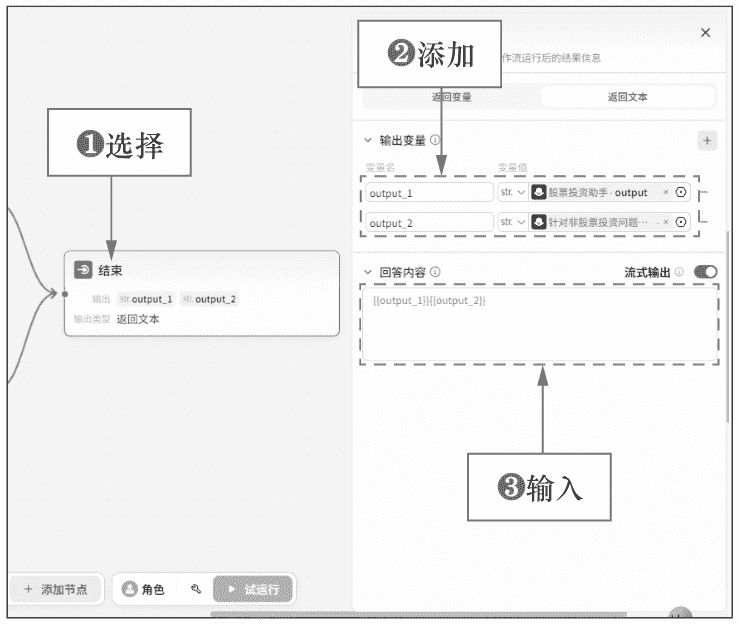 ❷添加
作流运行后的结果信息
返回变量
返回文本
❶选择
输出变量
变量名
变量值
output_1
str.
股票投资助手 - output
output_2
str.
针对非股票投资问题…
结束
输出 str. output_1 str. output_2
输出类型 返回文本
回答内容
流式输出
{{output_1}}{{output_2}}
❸输入
添加节点
角色
试运行